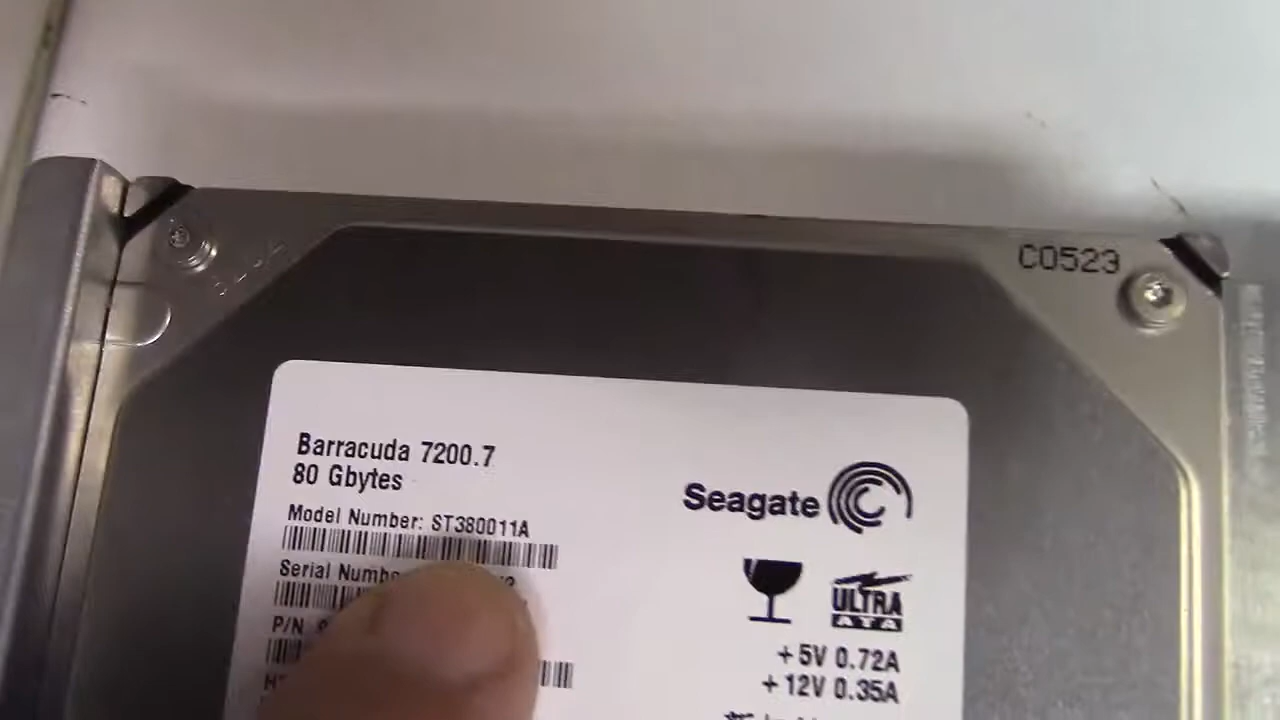 C0523
Barracuda 7200.7
80 Gbytes
Model Number: ST380011A
Seagate
Serial
P/N
ULTRA
ATA
+5V 0.72A
+12V 0.35A